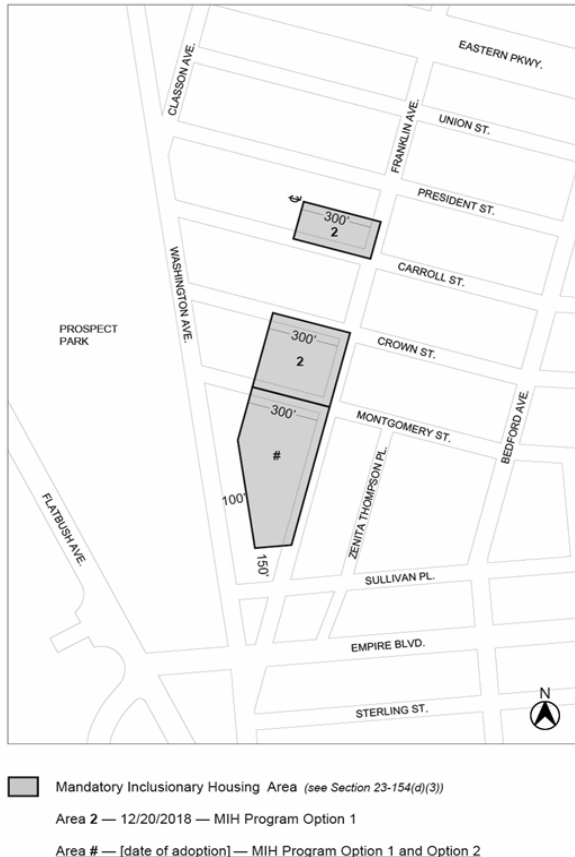 EASTERN PKWY.
CLASSON AVE.
FRANKLIN AVE.
UNION ST.
PRESIDENT ST.
300'
2
CARROLL ST.
WASHINGTON AVE.
PROSPECT
PARK
300'
2
CROWN ST.
300'
MONTGOMERY ST.
BEDFORD AVE.
#
ZENITA THOMPSON PL.
100'
FLATBUSH AVE.
150'
SULLIVAN PL.
EMPIRE BLVD.
STERLING ST.
N
Mandatory Inclusionary Housing Area (see Section 23-154(d)(3))
Area 2 — 12/20/2018 — MIH Program Option 1
Area # — [date of adoption] — MIH Program Option 1 and Option 2